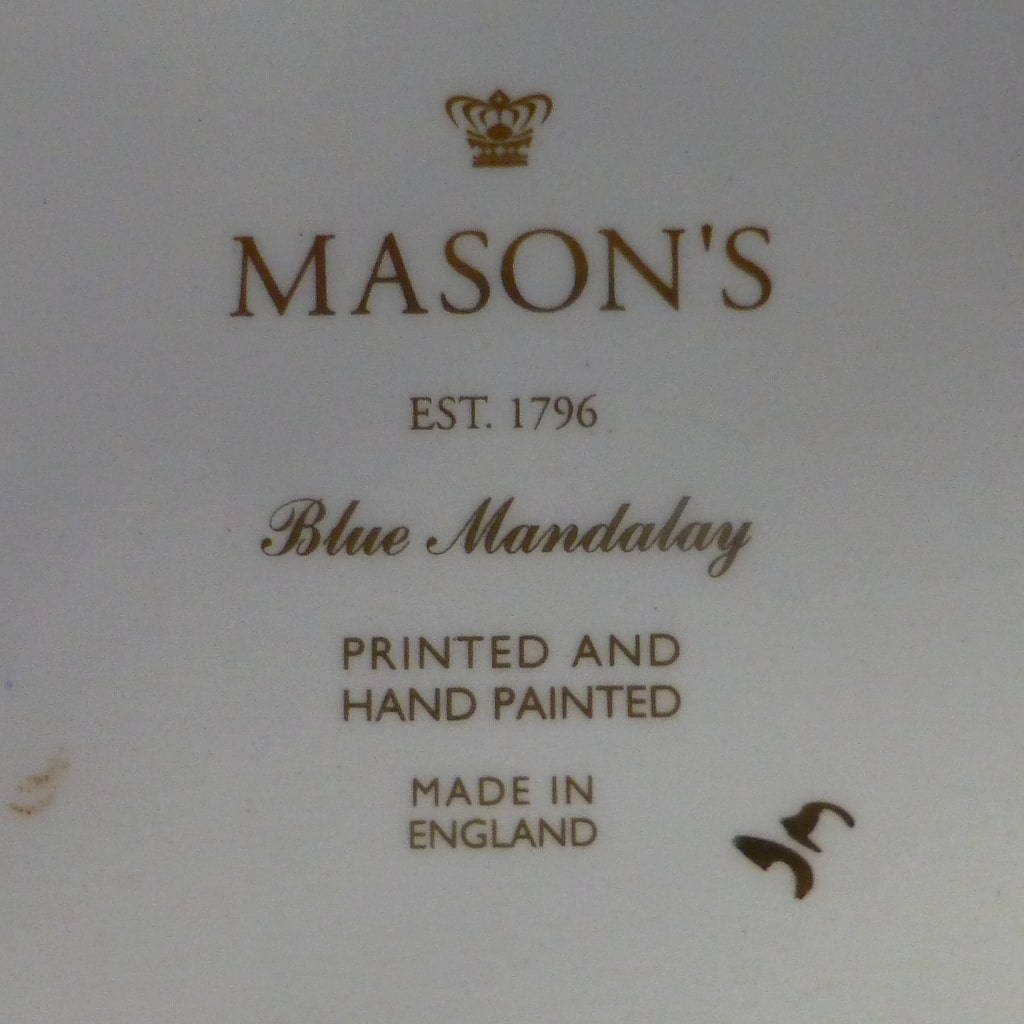 MASON'S
EST. 1796
Blue Mandalay
PRINTED AND
HAND PAINTED
MADE IN
ENGLAND